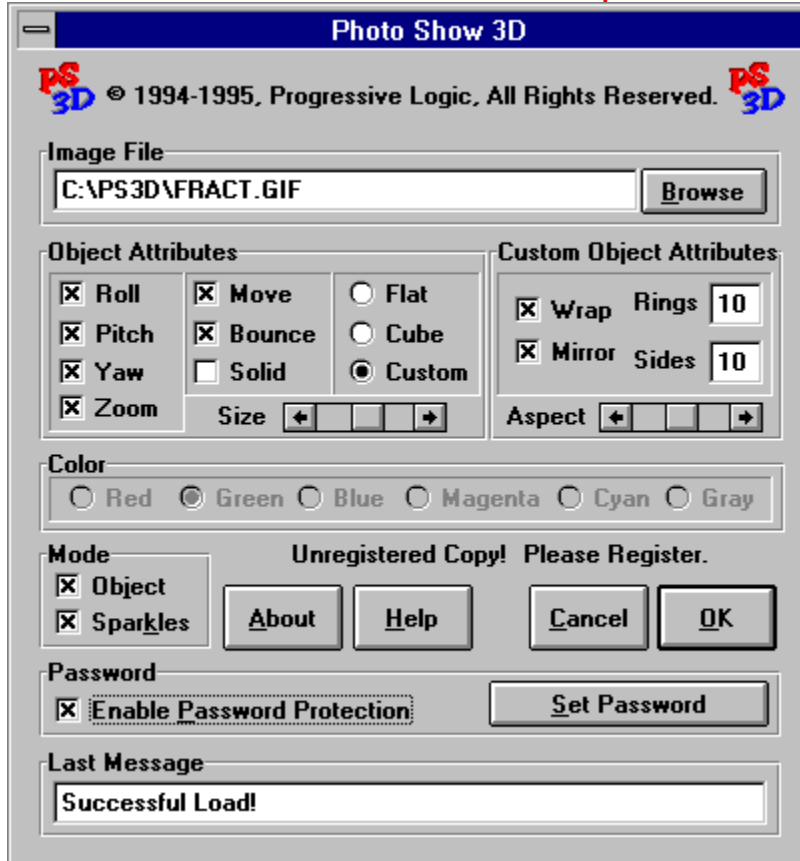 Photo Show 3D
PS 3D © 1994-1995, Progressive Logic, All Rights Reserved. PS 3D
Image File
C:\PS3D\FRACT.GIF Browse
Object Attributes Custom Object Attributes
Roll Move Flat Wrap Rings 10
Pitch Bounce Cube Mirror Sides 10
Yaw Solid Custom
Zoom Size Aspect
Color
Red Green Blue Magenta Cyan Gray
Mode Unregistered Copy! Please Register.
Object
Sparkles About Help Cancel OK
Password
Enable Password Protection Set Password
Last Message
Successful Load!